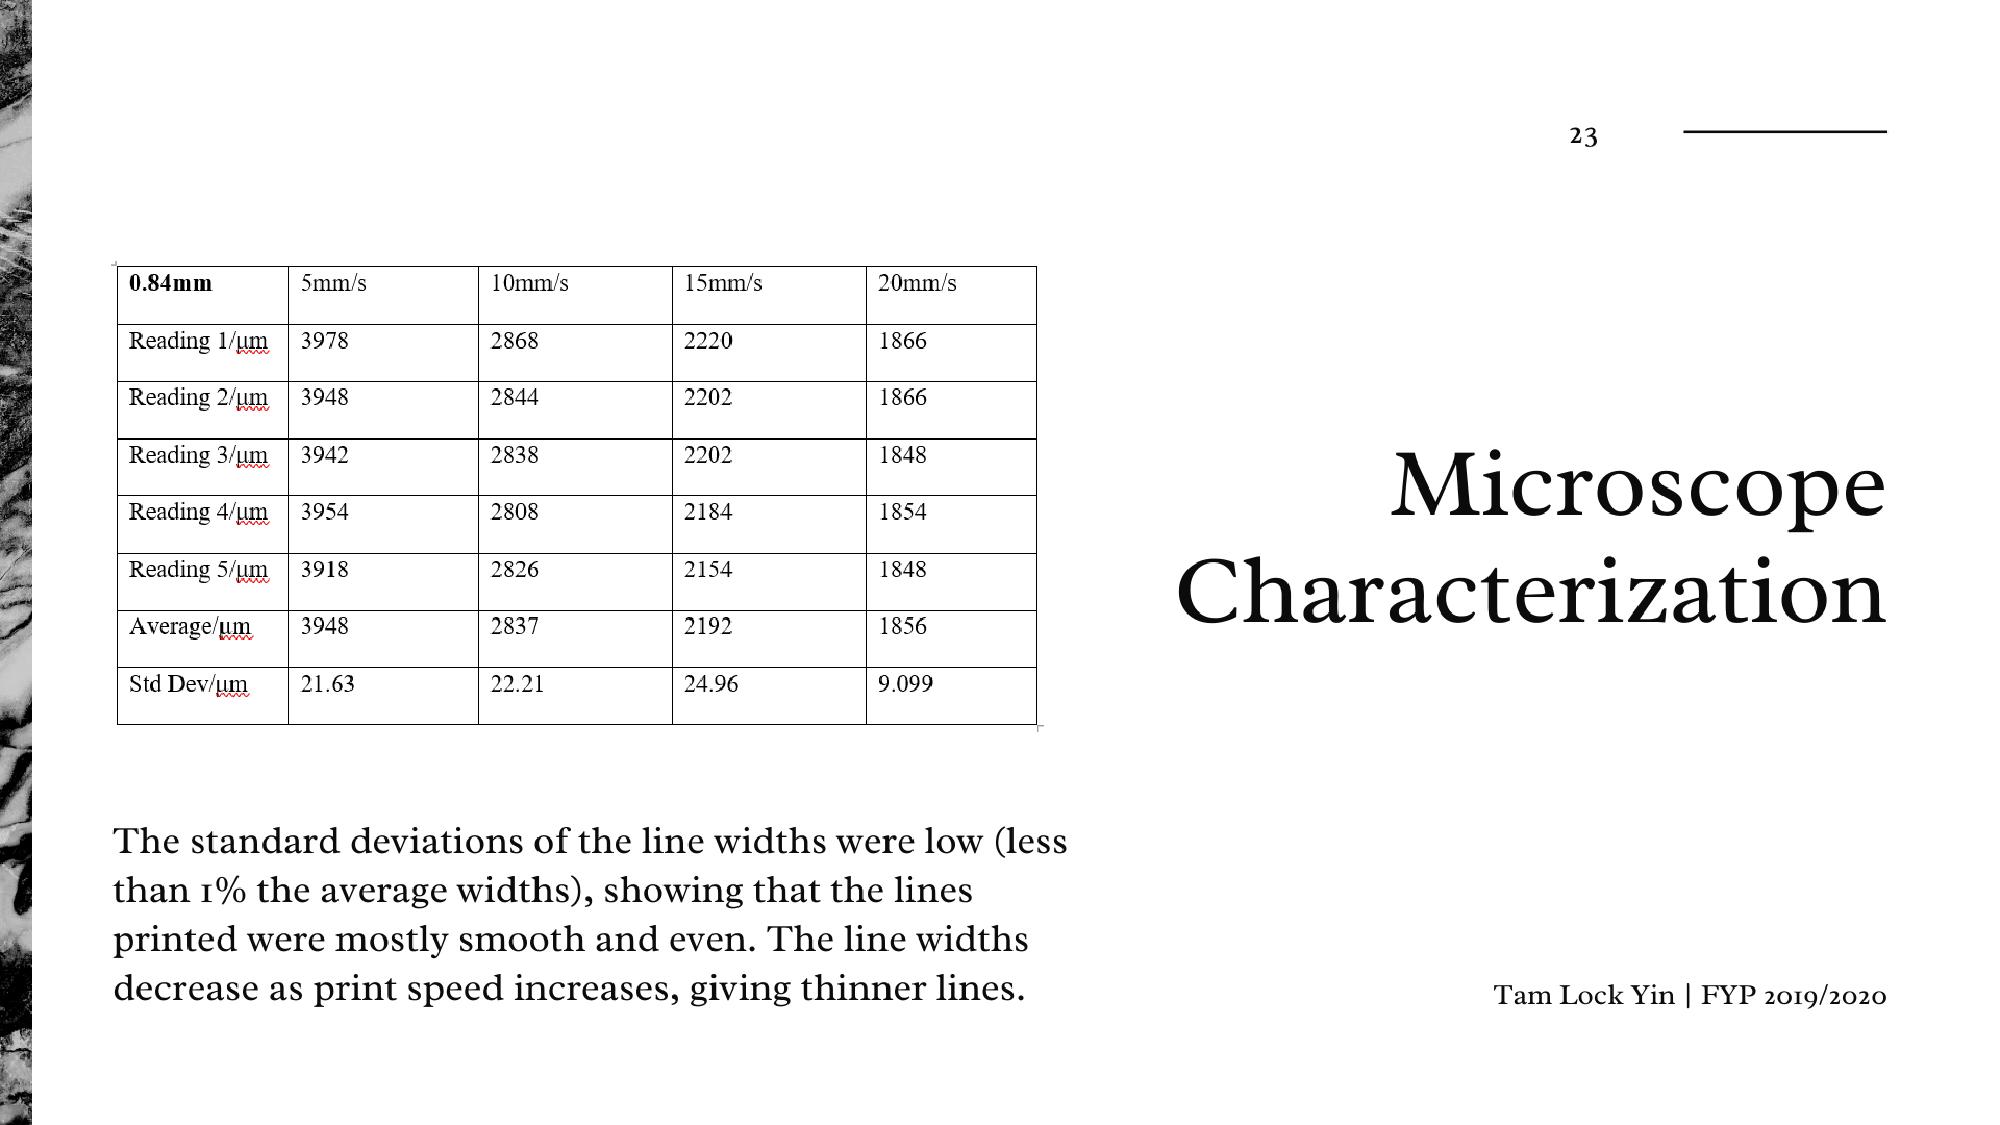 23
0.84mm 5mm/s 10mm/s 15mm/s 20mm/s
Reading 1/μm 3978 2868 2220 1866
Reading 2/μm 3948 2844 2202 1866
Reading 3/μm 3942 2838 2202 1848
Reading 4/μm 3954 2808 2184 1854
Reading 5/μm 3918 2826 2154 1848
Average/μm 3948 2837 2192 1856
Std Dev/μm 21.63 22.21 24.96 9.099
Microscope
Characterization
The standard deviations of the line widths were low (less
than 1% the average widths), showing that the lines
printed were mostly smooth and even. The line widths
decrease as print speed increases, giving thinner lines.
Tam Lock Yin | FYP 2019/2020